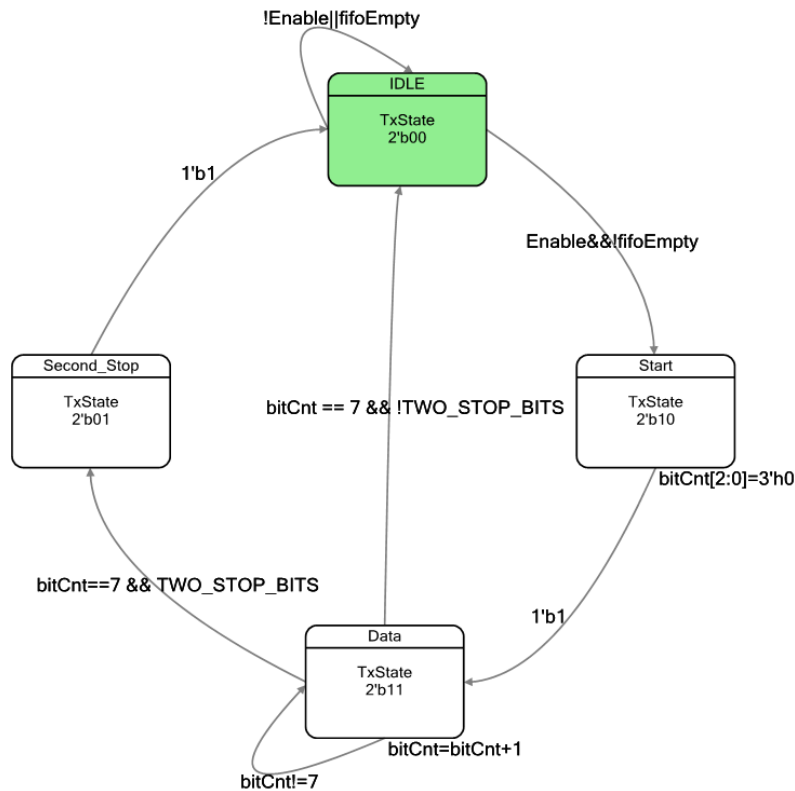 !Enable||fifoEmpty
IDLE
TxState
2'b00
1'b1
Enable&&!fifoEmpty
Second_Stop
TxState
2'b01
Start
TxState
2'b10
bitCnt == 7 && !TWO_STOP_BITS
bitCnt[2:0]=3'h0
bitCnt==7 && TWO_STOP_BITS
1'b1
Data
TxState
2'b11
bitCnt=bitCnt+1
bitCnt!=7